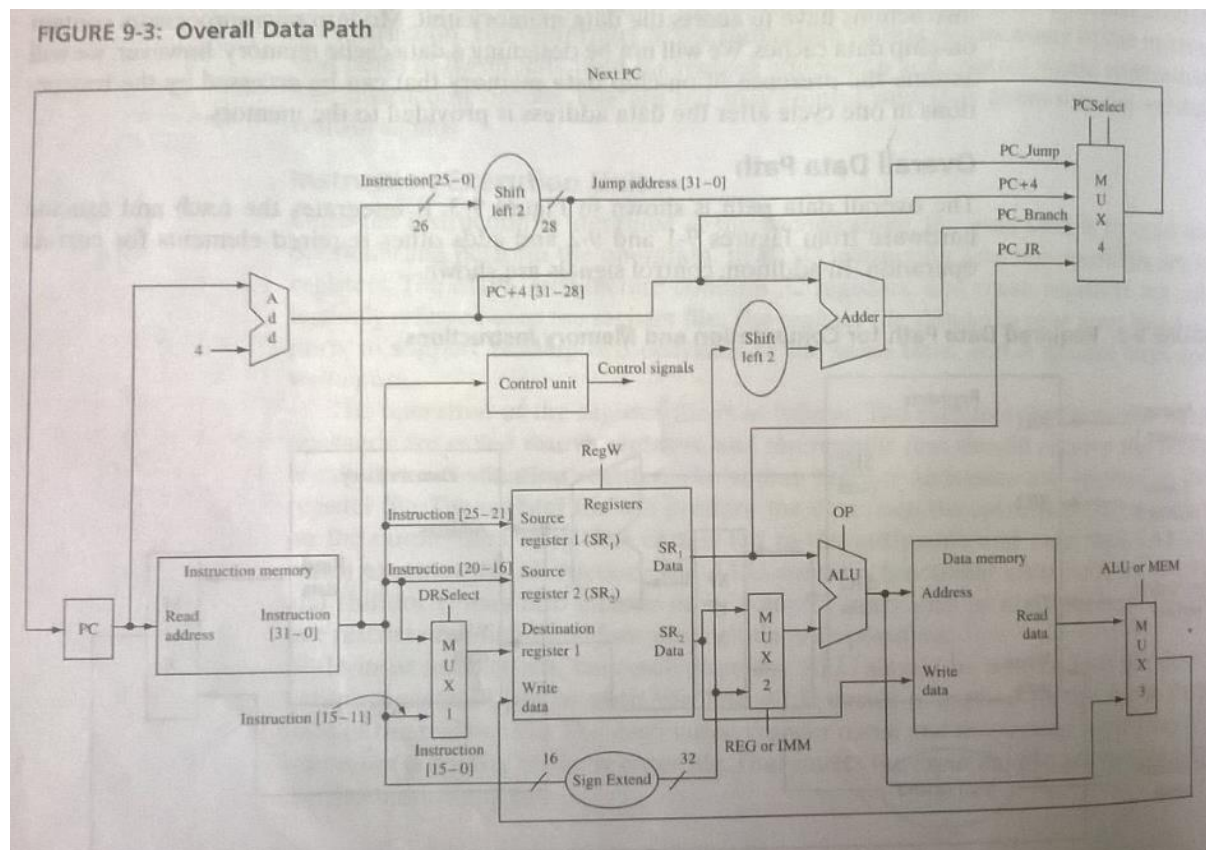 FIGURE 9-3: Overall Data Path
Next PC
PCSelect
Instruction[25–0]
26
Shift
left 2
28
Jump address [31–0]
PC_Jump
PC+4
PC_Branch
PC_JR
M
U
X
4
A
d
d
4
PC+4 [31–28]
Shift
left 2
Adder
Control unit
Control signals
RegW
Registers
Instruction [25–21]
Source
register 1 (SR1)
Instruction [20–16]
Source
register 2 (SR2)
DRSelect
Destination
register 1
Write
data
SR1
Data
SR2
Data
OP
ALU
Data memory
Address
Read
data
Write
data
ALU or MEM
M
U
X
3
PC
Instruction memory
Read
address
Instruction
[31–0]
M
U
X
1
M
U
X
2
Instruction [15–11]
Instruction
[15–0]
REG or IMM
16
Sign Extend
32